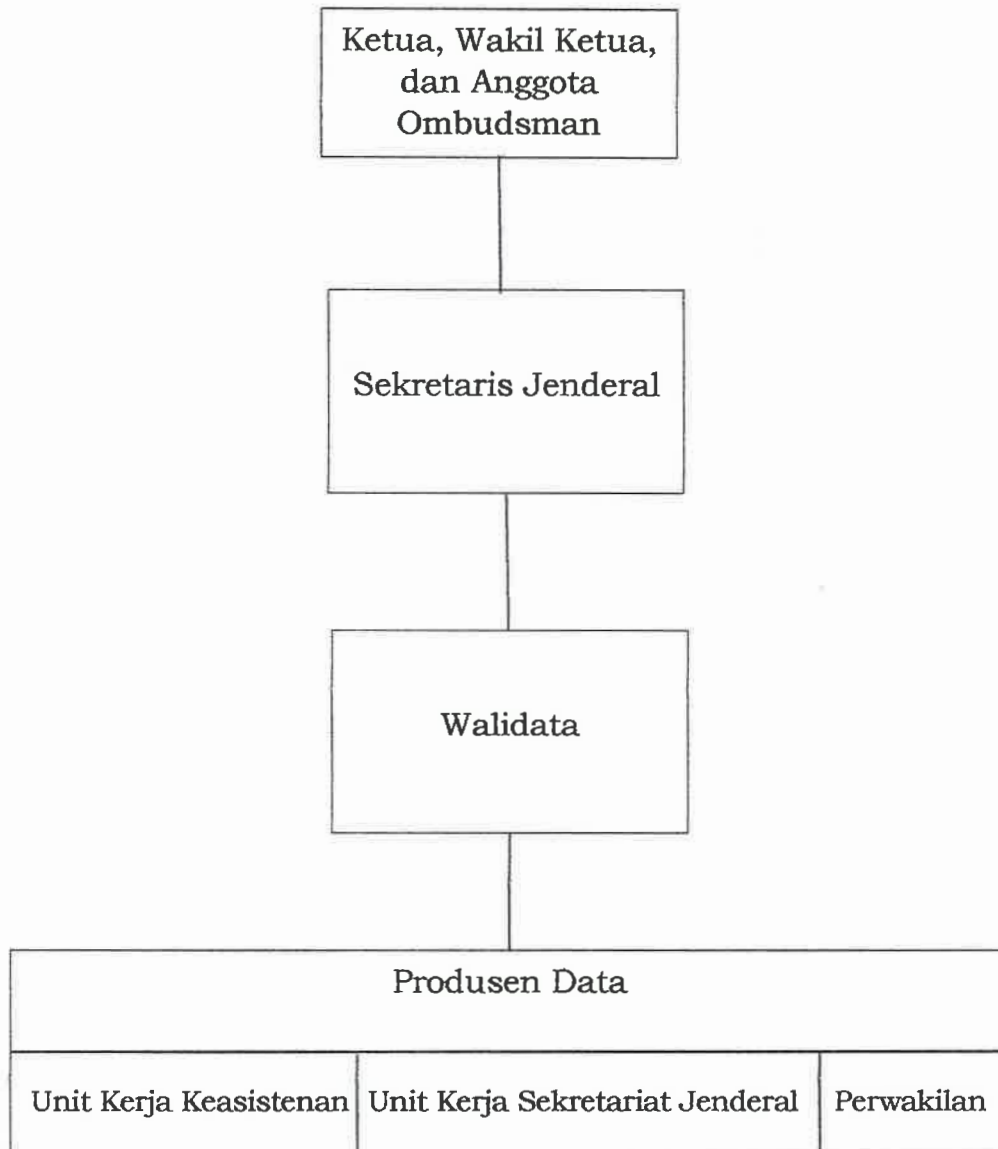 Ketua, Wakil Ketua,
dan Anggota
Ombudsman
Sekretaris Jenderal
Walidata
Produsen Data
Unit Kerja Keasistenan
Unit Kerja Sekretariat Jenderal
Perwakilan